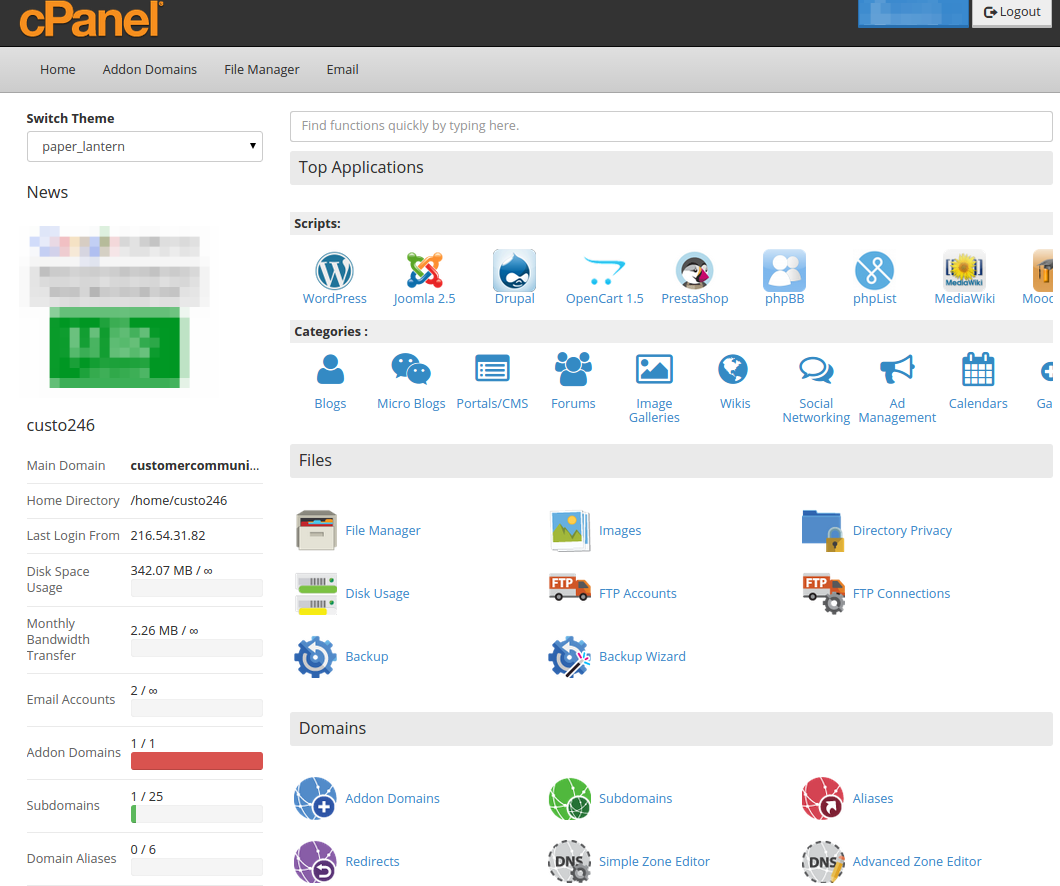 cPanel
Logout
Home
Addon Domains
File Manager
Email
Switch Theme
paper_lantern
News
custo246
Main Domain
customercommuni...
Home Directory
/home/custo246
Last Login From
216.54.31.82
Disk Space
Usage
342.07 MB / ∞
Monthly
Bandwidth
Transfer
2.26 MB / ∞
Email Accounts
2 / ∞
Addon Domains
1 / 1
Subdomains
1 / 25
Domain Aliases
0 / 6
Find functions quickly by typing here.
Top Applications
Scripts:
WordPress
Joomla 2.5
Drupal
OpenCart 1.5
PrestaShop
phpBB
phpList
MediaWiki
MediaWiki
Mooc
Categories :
Blogs
Micro Blogs
Portals/CMS
Forums
Image
Galleries
Wikis
Social
Networking
Ad
Management
Calendars
Ga
Files
File Manager
Images
Directory Privacy
Disk Usage
FTP
FTP Accounts
FTP
FTP Connections
Backup
Backup Wizard
Domains
Addon Domains
Subdomains
Aliases
Redirects
DNS
Simple Zone Editor
DNS
Advanced Zone Editor